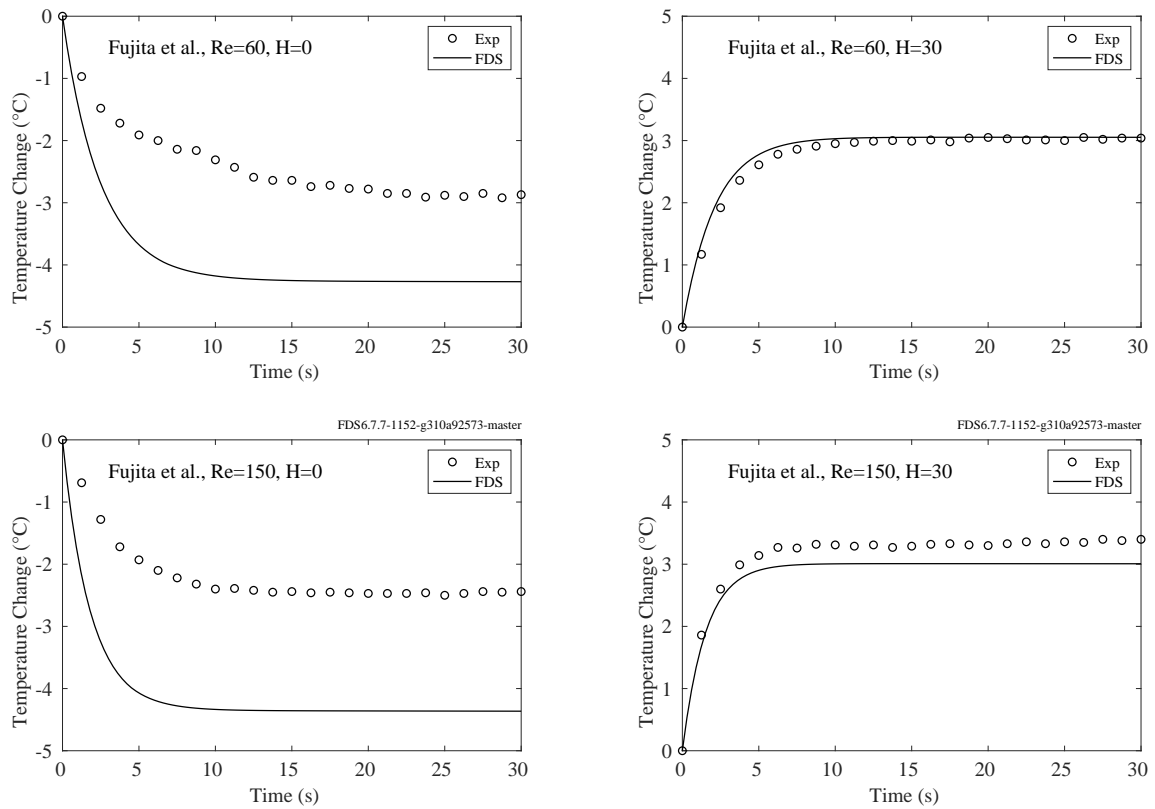 0
-1
-2
-3
-4
-5
Temperature Change (°C)
Fujita et al., Re=60, H=0
Exp
FDS
0 5 10 15 20 25 30
Time (s)
5
4
3
2
1
0
Temperature Change (°C)
Fujita et al., Re=60, H=30
Exp
FDS
0 5 10 15 20 25 30
Time (s)
FDS6.7.7-1152-g310a92573-master
0
-1
-2
-3
-4
-5
Temperature Change (°C)
Fujita et al., Re=150, H=0
Exp
FDS
0 5 10 15 20 25 30
Time (s)
FDS6.7.7-1152-g310a92573-master
5
4
3
2
1
0
Temperature Change (°C)
Fujita et al., Re=150, H=30
Exp
FDS
0 5 10 15 20 25 30
Time (s)